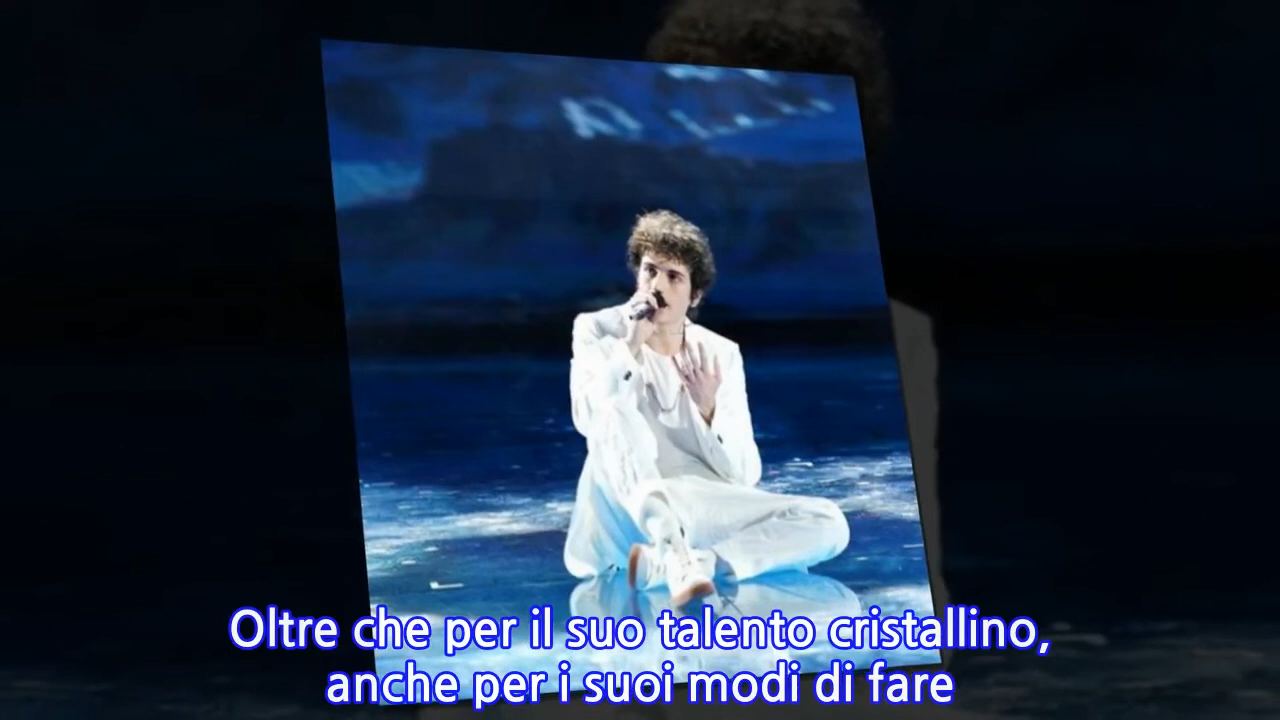 Oltre che per il suo talento cristallino,
anche per i suoi modi di fare